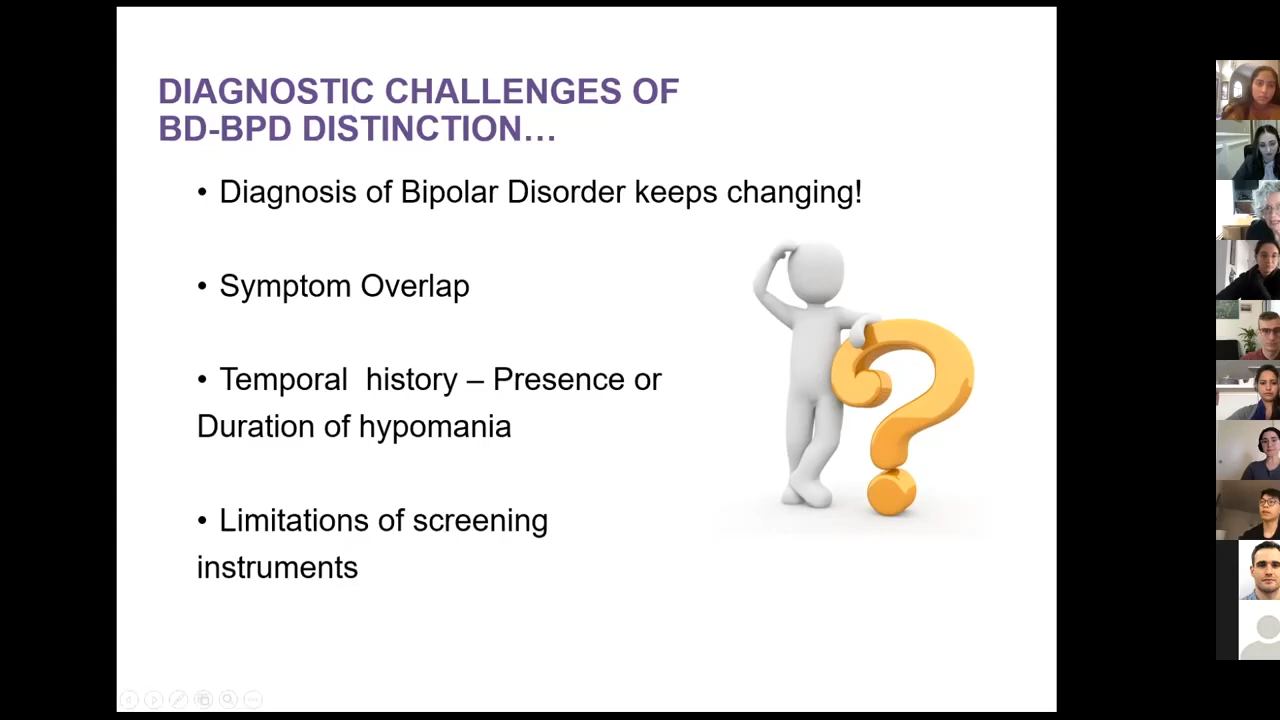 DIAGNOSTIC CHALLENGES OF
BD-BPD DISTINCTION…
• Diagnosis of Bipolar Disorder keeps changing!
• Symptom Overlap
• Temporal  history – Presence or
Duration of hypomania
• Limitations of screening
instruments